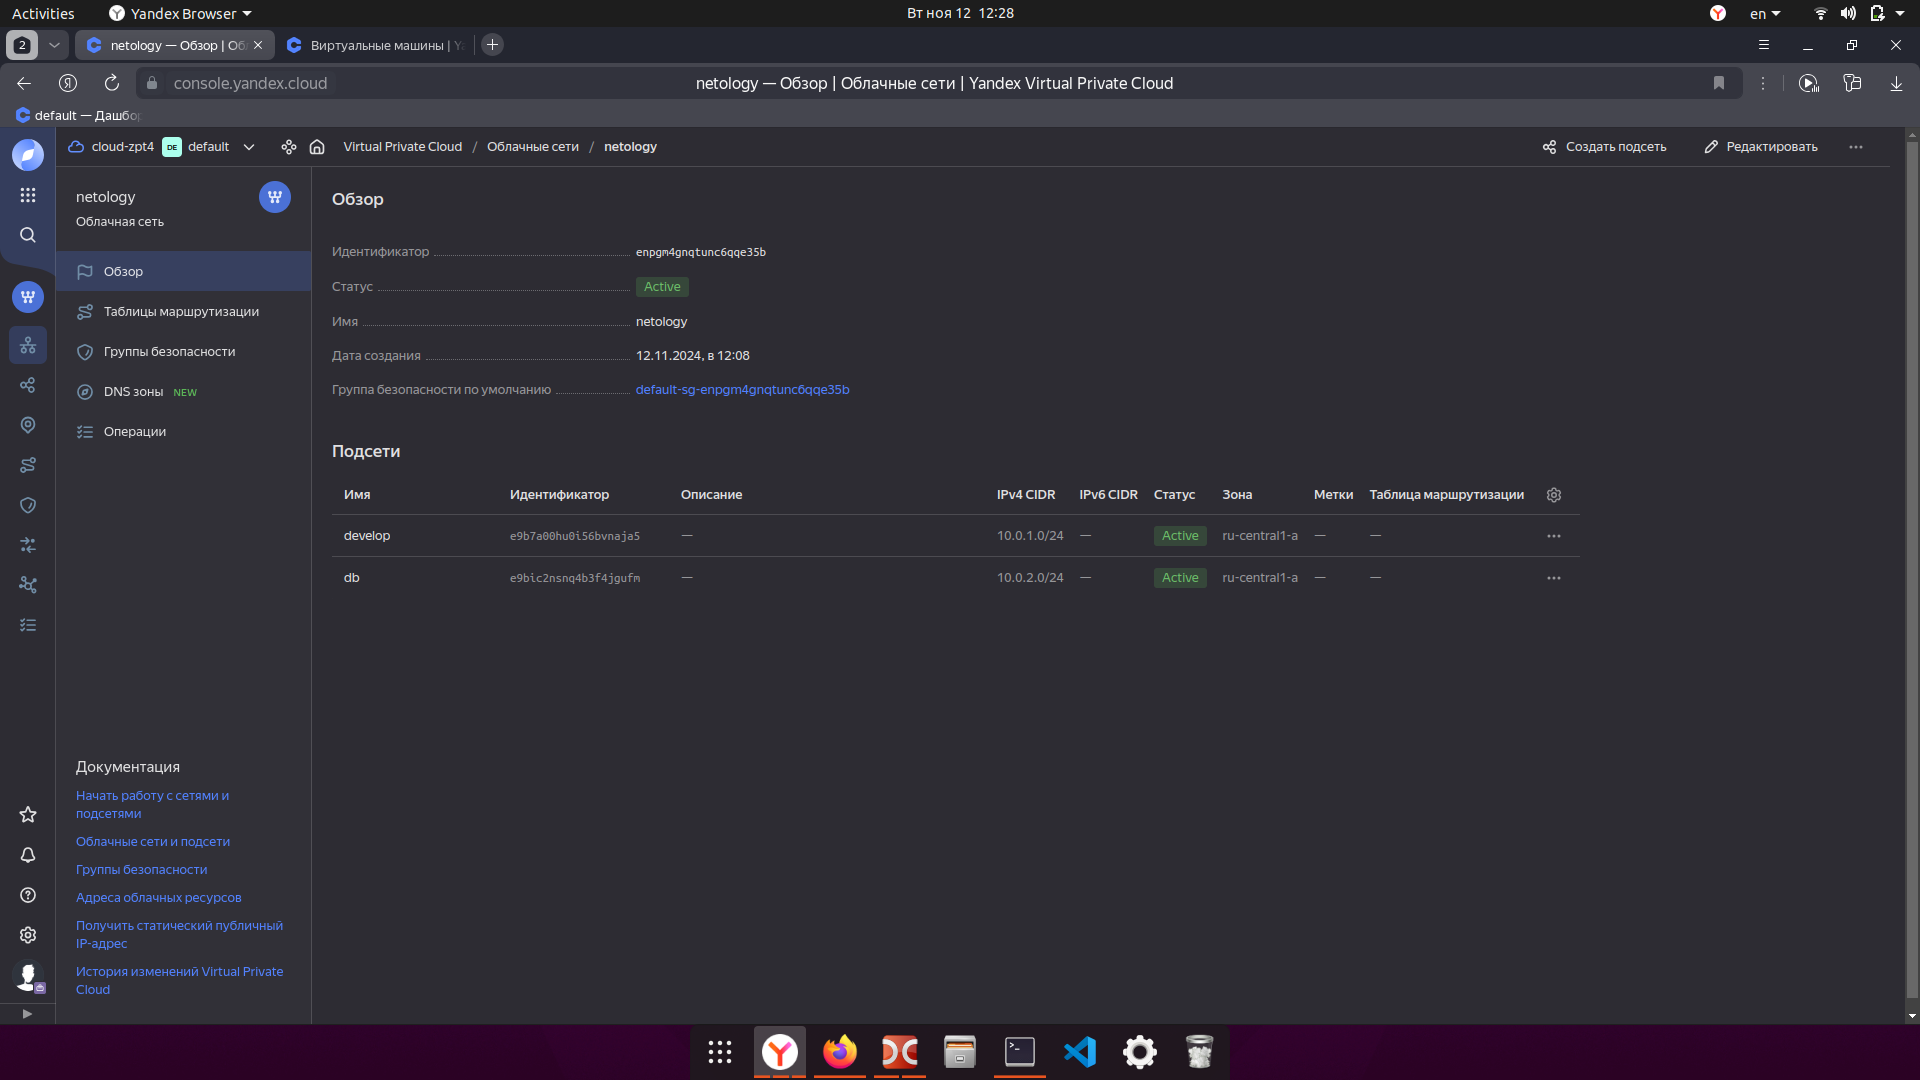 Activities
Yandex Browser
Вт ноя 12 12:28
en
2
netology — Обзор | Об
Виртуальные машины | Y
console.yandex.cloud
netology — Обзор | Облачные сети | Yandex Virtual Private Cloud
default — Дашбор
cloud-zpt4
DE
default
Virtual Private Cloud / Облачные сети / netology
Создать подсеть
Редактировать
netology
Облачная сеть
Обзор
Таблицы маршрутизации
Группы безопасности
DNS зоны NEW
Операции
Обзор
Идентификатор enpgm4gnqtunc6qqe35b
Статус Active
Имя netology
Дата создания 12.11.2024, в 12:08
Группа безопасности по умолчанию default-sg-enpgm4gnqtunc6qqe35b
Подсети
Имя Идентификатор Описание IPv4 CIDR IPv6 CIDR Статус Зона Метки Таблица маршрутизации
develop e9b7a00hu0i56bvnaja5 — 10.0.1.0/24 — Active ru-central1-a — —
db e9bic2nsnq4b3f4jgufm — 10.0.2.0/24 — Active ru-central1-a — —
Документация
Начать работу с сетями и
подсетями
Облачные сети и подсети
Группы безопасности
Адреса облачных ресурсов
Получить статический публичный
IP-адрес
История изменений Virtual Private
Cloud